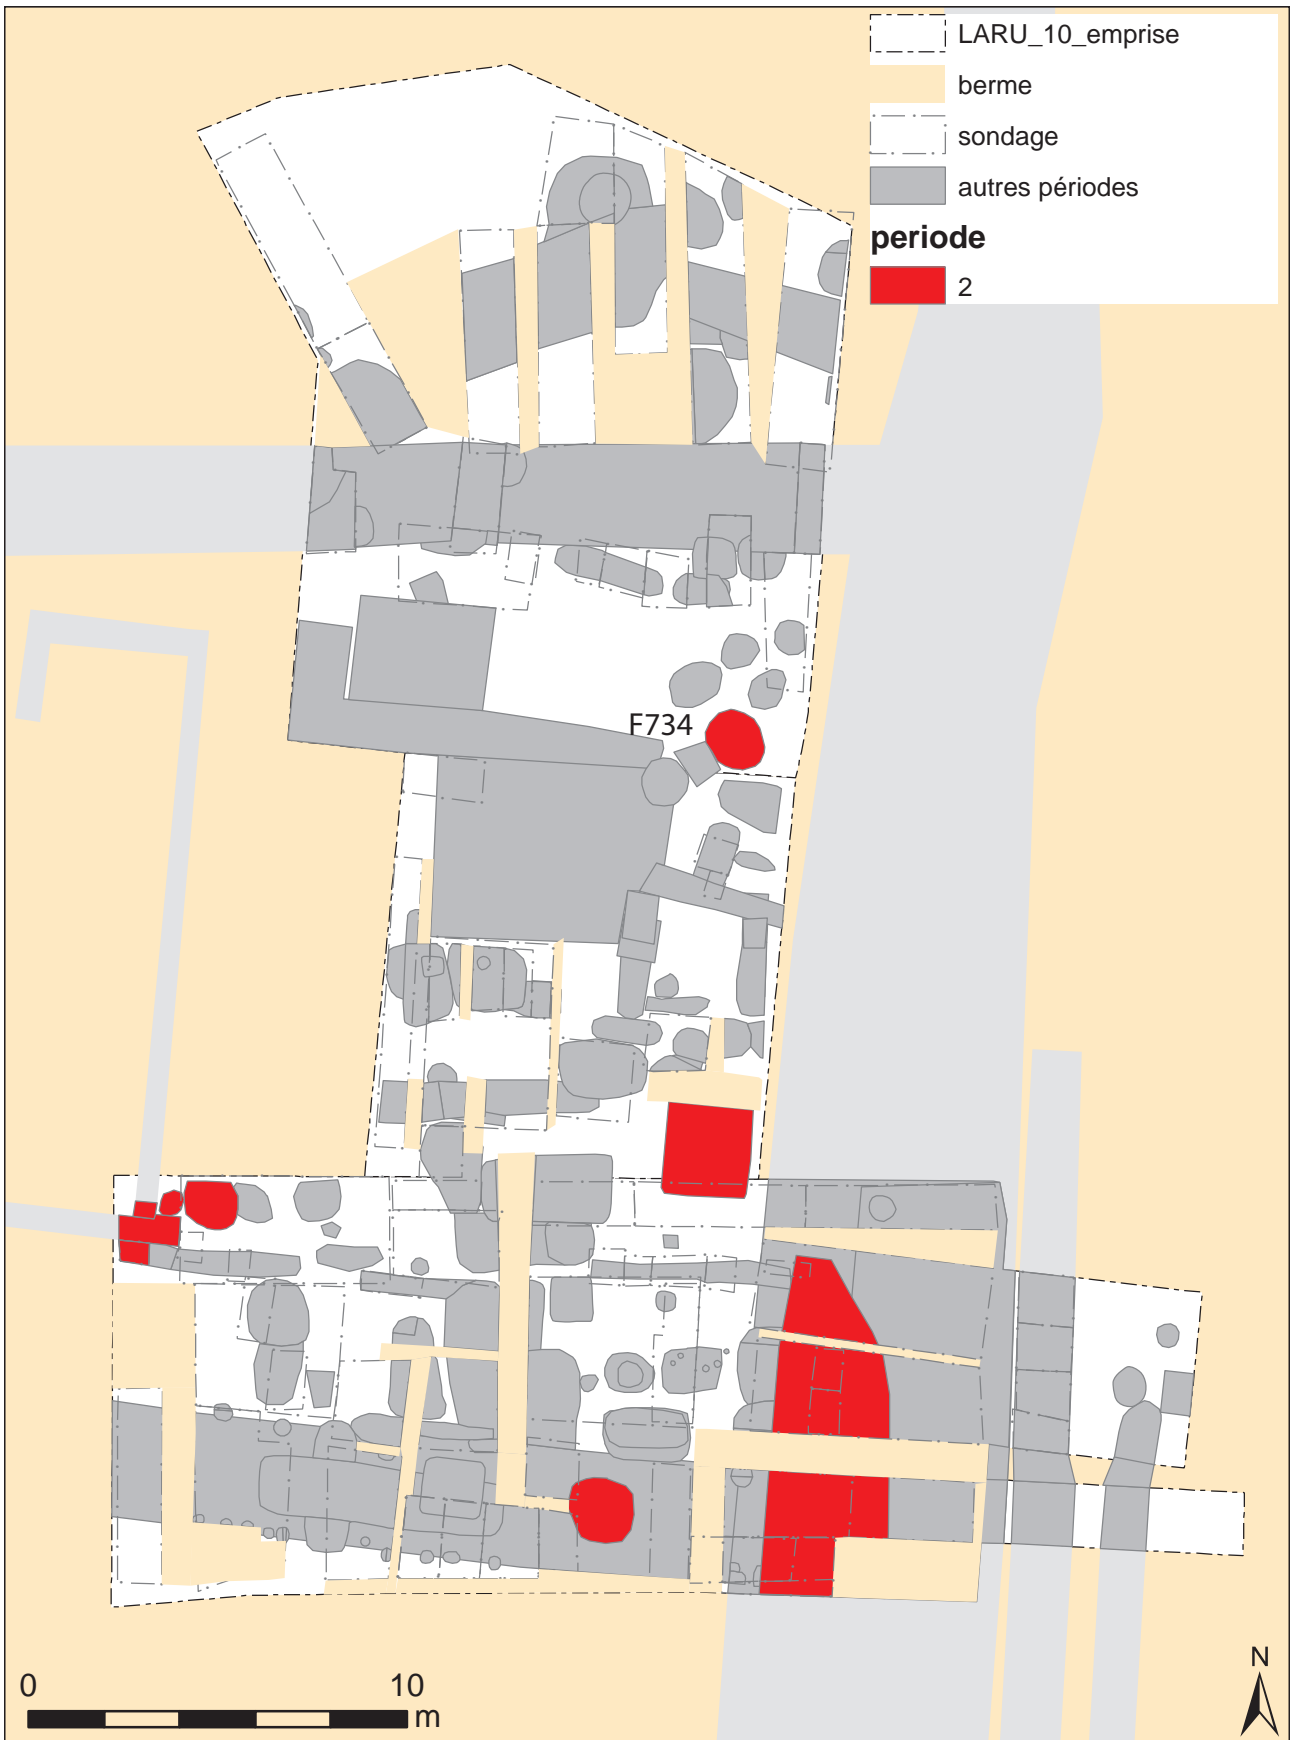 LARU_10_emprise
berme
sondage
autres périodes
periode
2
F734
0 10
m
N